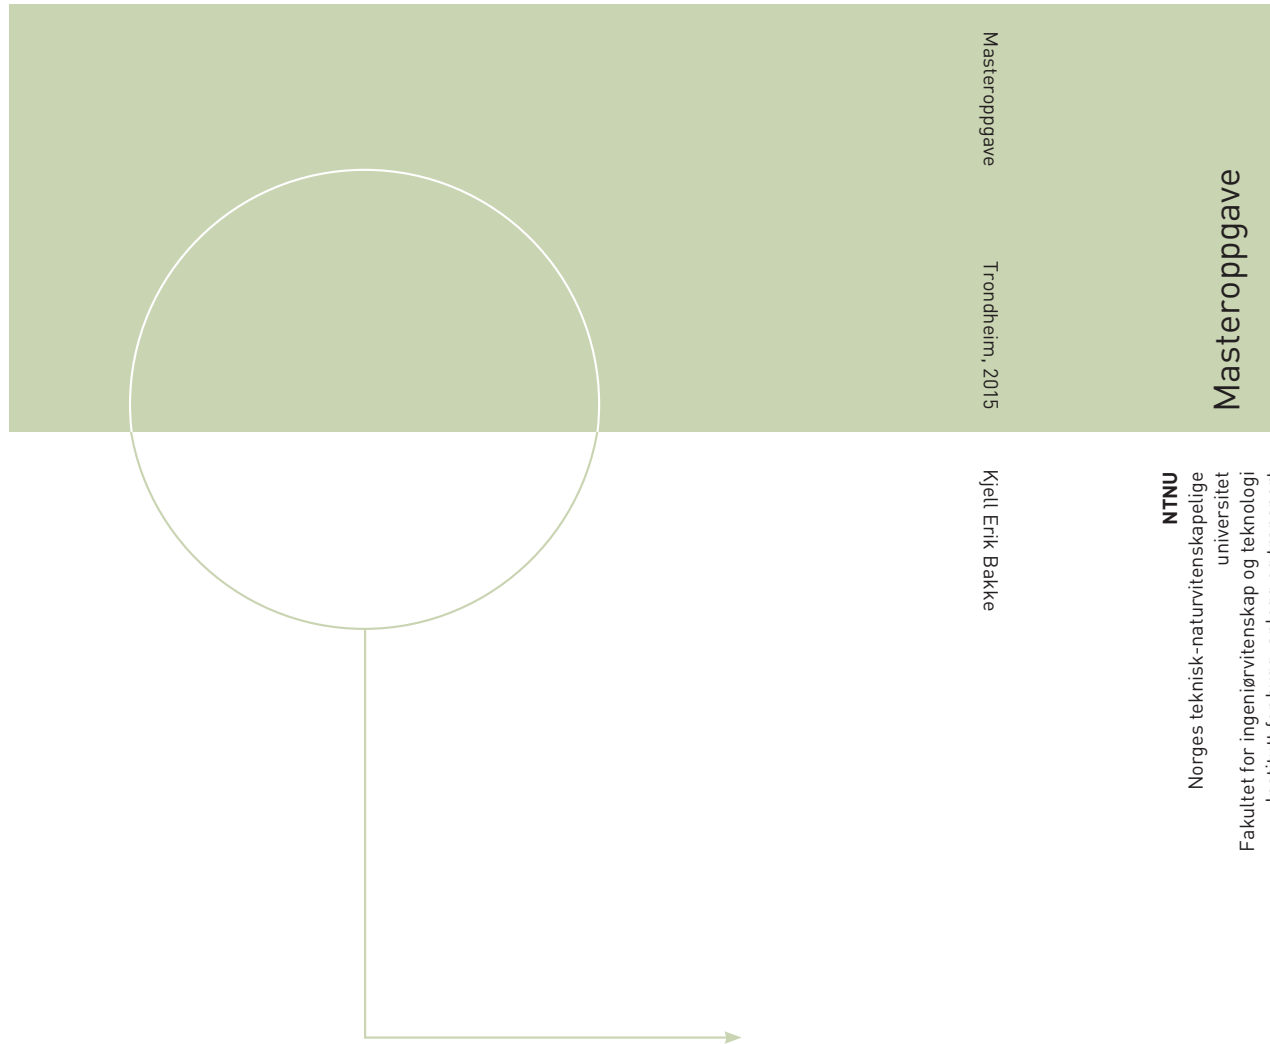 Masteroppgave
Trondheim, 2015
Kjell Erik Bakke
Masteroppgave
NTNU
Norges teknisk-naturvitenskapelige
universitet
Fakultet for ingeniørvitenskap og teknologi